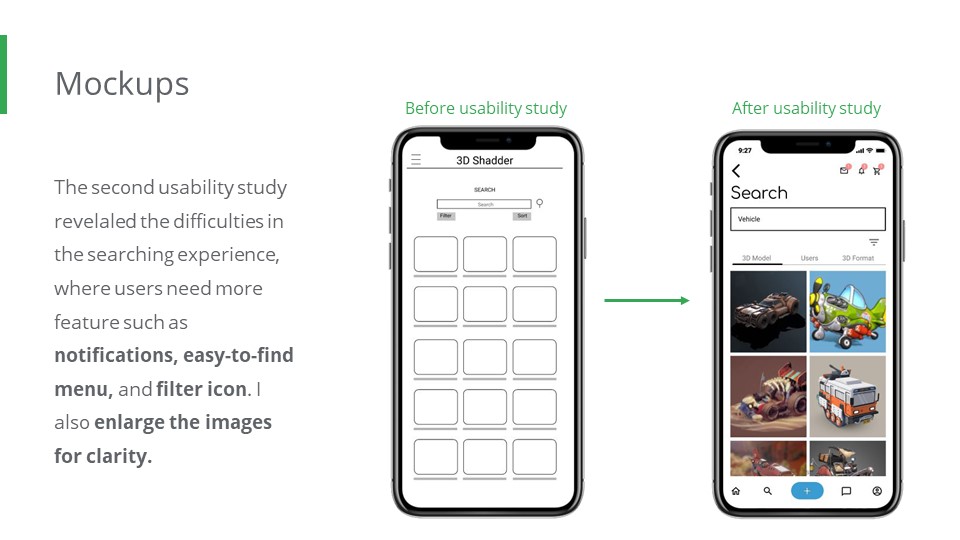 Mockups
The second usability study
revelaled the difficulties in
the searching experience,
where users need more
feature such as
notifications, easy-to-find
menu, and filter icon. I
also enlarge the images
for clarity.
Before usability study
3D Shadder
SEARCH
Search
Filter
Sort
After usability study
9:27
Search
Vehicle
3D Model
Users
3D Format